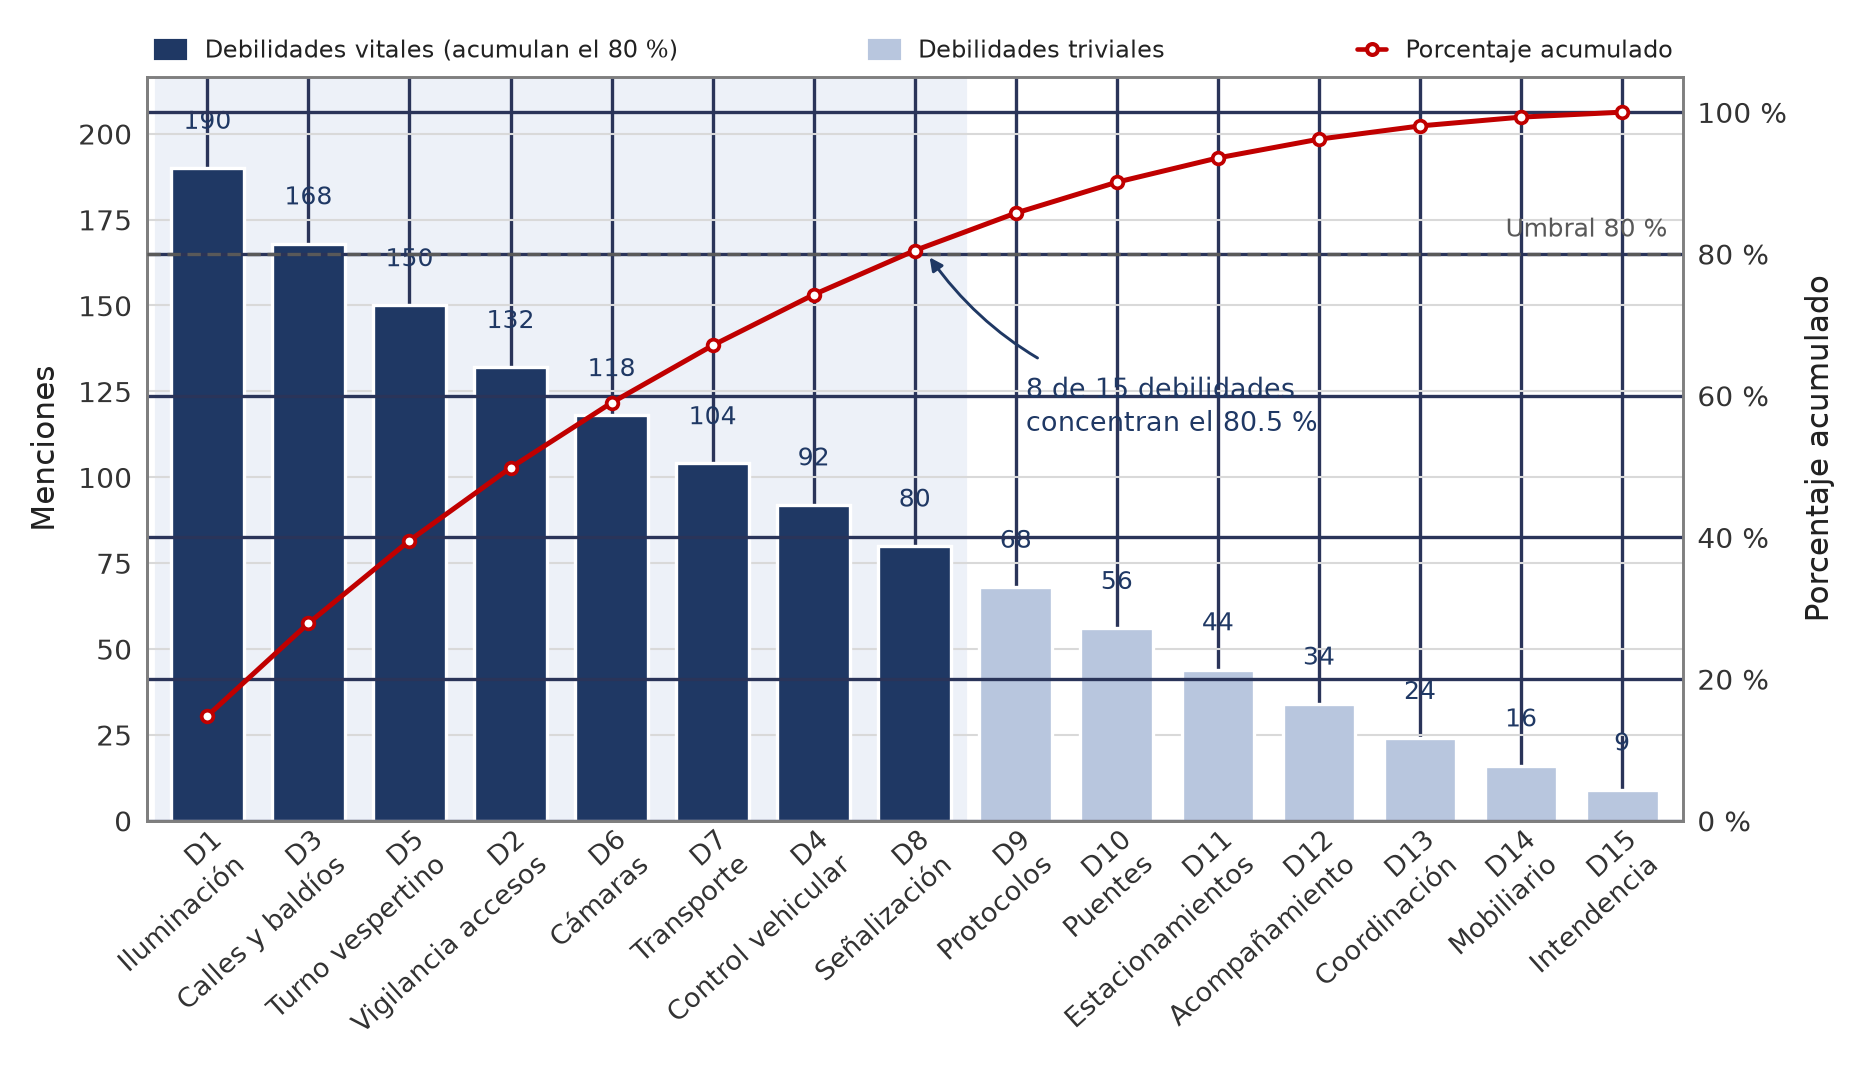 Debilidades vitales (acumulan el 80 %)
Debilidades triviales
Porcentaje acumulado
Menciones
200
175
150
125
100
75
50
25
0
190
168
150
132
118
104
92
80
68
56
44
34
24
16
9
Umbral 80 %
8 de 15 debilidades
concentran el 80.5 %
100 %
80 %
60 %
40 %
20 %
0 %
Porcentaje acumulado
D1
Iluminación
D3
Calles y baldíos
D5
Turno vespertino
D2
Vigilancia accesos
D6
Cámaras
D7
Transporte
D4
Control vehicular
D8
Señalización
D9
Protocolos
D10
Puentes
D11
Estacionamientos
D12
Acompañamiento
D13
Coordinación
D14
Mobiliario
D15
Intendencia